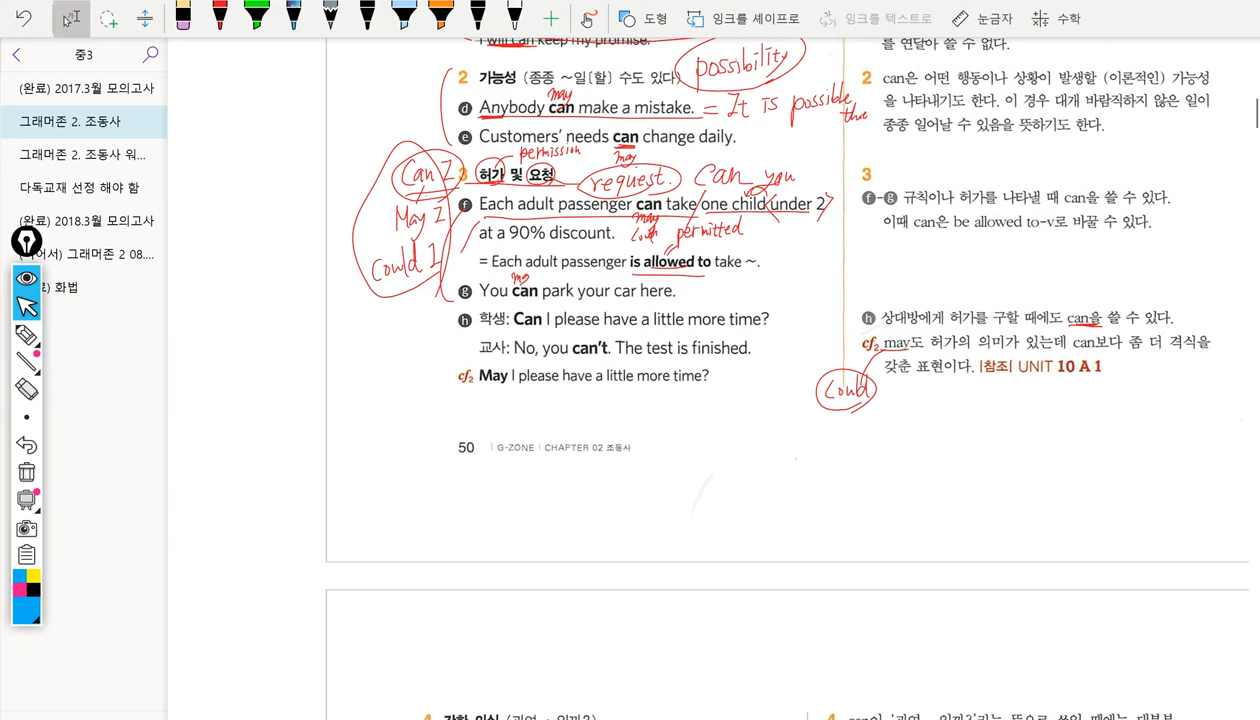 도형
잉크를 셰이프로
잉크를 텍스트로
눈금자
수학
중3
(완료) 2017.3월 모의고사
그래머존 2. 조동사
그래머존 2. 조동사 워...
다독교재 선정 해야 함
(완료) 2018.3월 모의고사
어서) 그래머존 2 08....
) 화법
I will can keep my promise.
possibility
2 가능성 (종종 ~일[할] 수도 있다)
may
d Anybody can make a mistake. = It is possible that
e Customers' needs can change daily.
permission
may
3 허가 및 요청 request. Can you
Can I
May I
Could I
f Each adult passenger can take one child under 2
may
at a 90% discount. permitted
= Each adult passenger is allowed to take ~.
g You can park your car here.
h 학생: Can I please have a little more time?
교사: No, you can't. The test is finished.
cf2 May I please have a little more time?
50 G-ZONE | CHAPTER 02 조동사
를 연달아 쓸 수 없다.
2 can은 어떤 행동이나 상황이 발생할 (이론적인) 가능성
을 나타내기도 한다. 이 경우 대개 바람직하지 않은 일이
종종 일어날 수 있음을 뜻하기도 한다.
3
f-g 규칙이나 허가를 나타낼 때 can을 쓸 수 있다.
이때 can은 be allowed to-v로 바꿀 수 있다.
h 상대방에게 허가를 구할 때에도 can을 쓸 수 있다.
cf2 may도 허가의 의미가 있는데 can보다 좀 더 격식을
갖춘 표현이다. |참조| UNIT 10 A 1
could